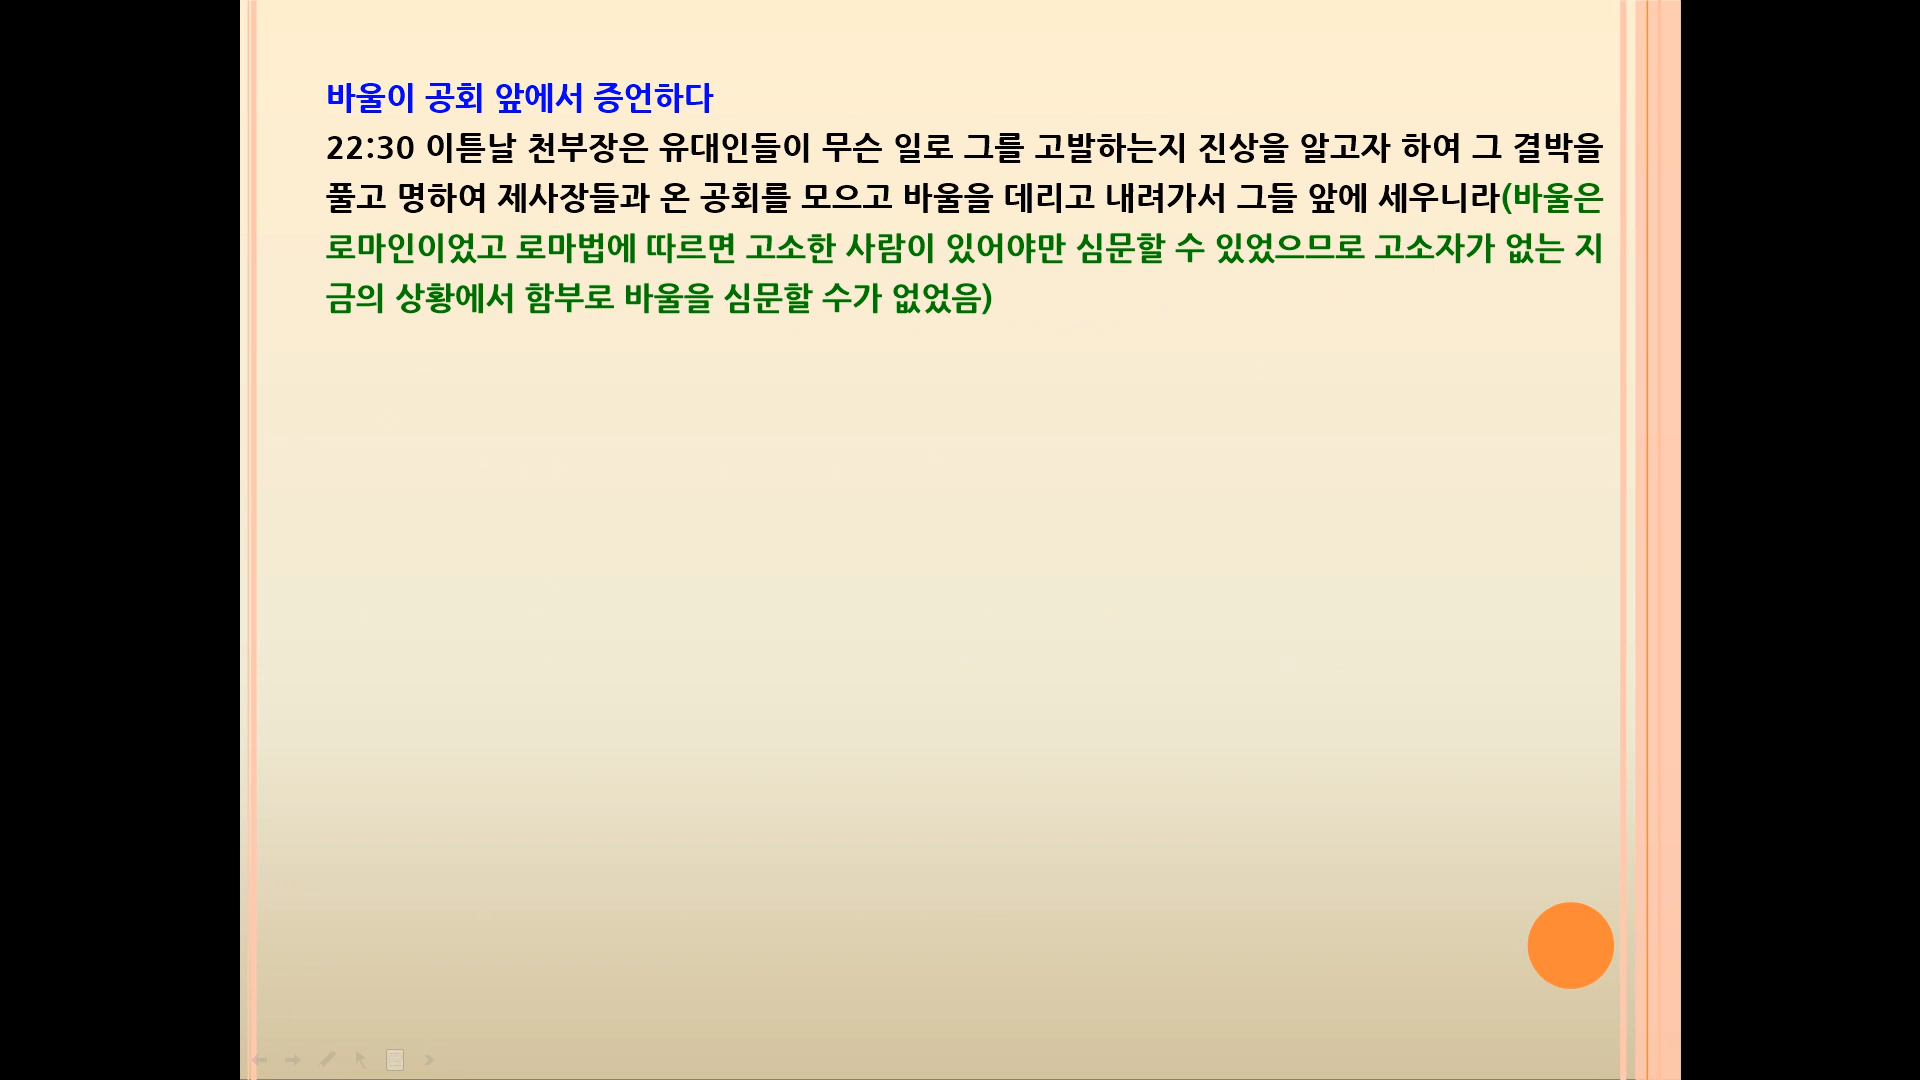 바울이 공회 앞에서 증언하다
22:30 이튿날 천부장은 유대인들이 무슨 일로 그를 고발하는지 진상을 알고자 하여 그 결박을
풀고 명하여 제사장들과 온 공회를 모으고 바울을 데리고 내려가서 그들 앞에 세우니라(바울은
로마인이었고 로마법에 따르면 고소한 사람이 있어야만 심문할 수 있었으므로 고소자가 없는 지
금의 상황에서 함부로 바울을 심문할 수가 없었음)